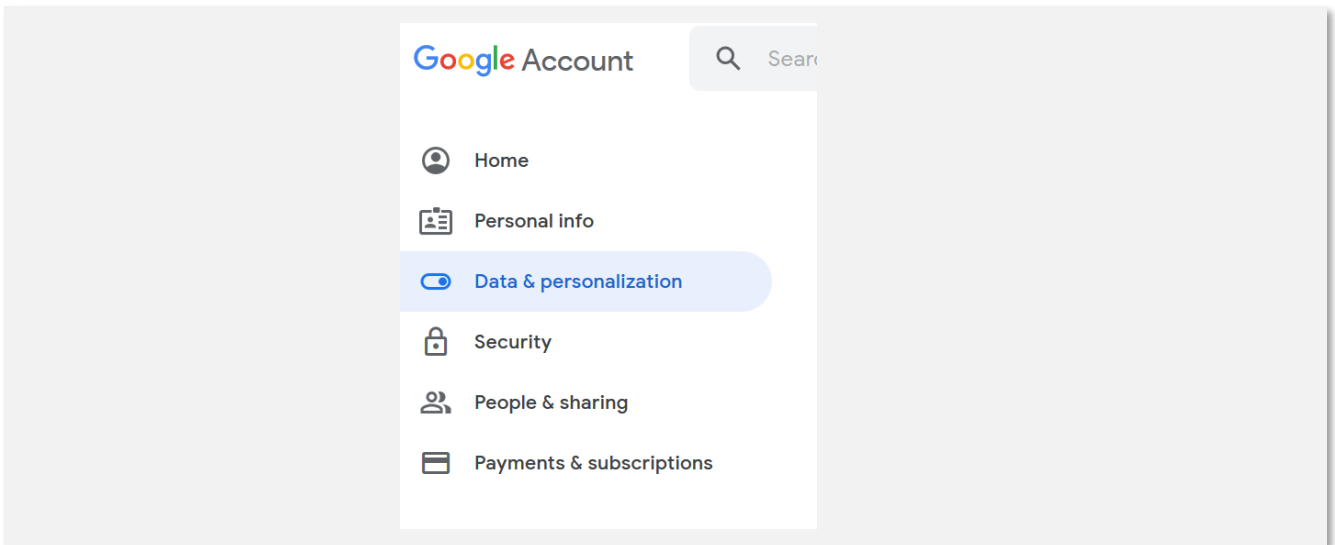 Google Account
Home
Personal info
Data & personalization
Security
People & sharing
Payments & subscriptions